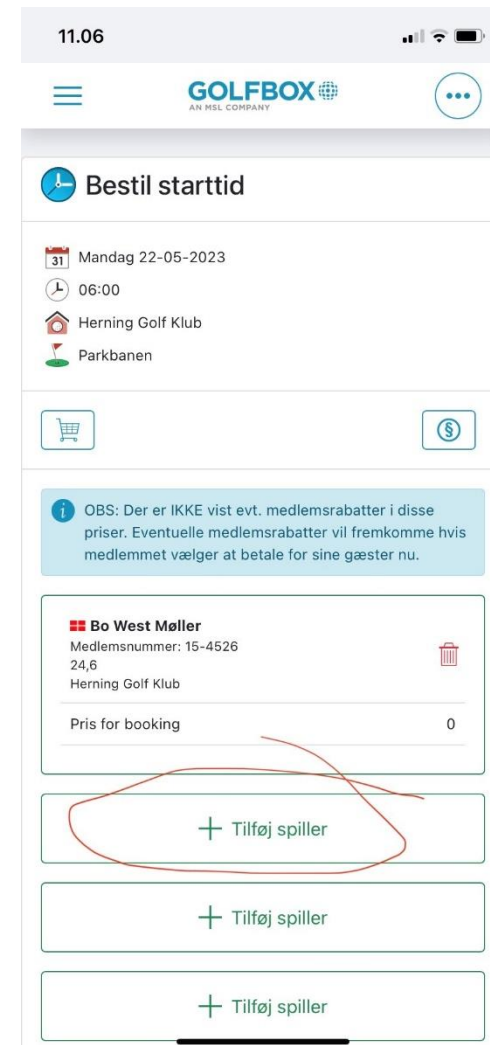 11.06
GOLFBOX
AN MSL COMPANY
Bestil starttid
31 Mandag 22-05-2023
06:00
Herning Golf Klub
Parkbanen
§
i OBS: Der er IKKE vist evt. medlemsrabatter i disse
priser. Eventuelle medlemsrabatter vil fremkomme hvis
medlemmet vælger at betale for sine gæster nu.
Bo West Møller
Medlemsnummer: 15-4526
24,6
Herning Golf Klub
Pris for booking 0
+ Tilføj spiller
+ Tilføj spiller
+ Tilføj spiller